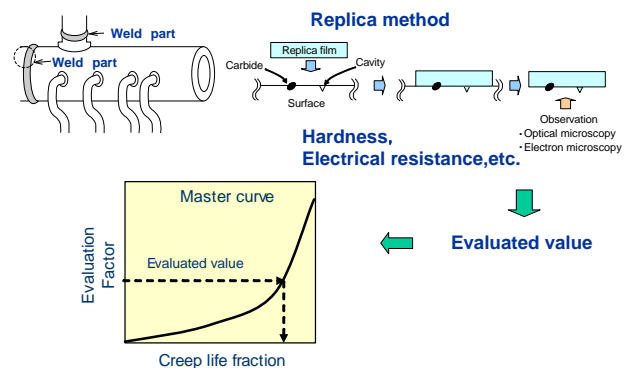 Replica method
Weld part
Weld part
Replica film
Carbide
Cavity
Surface
Observation
・Optical microscopy
・Electron microscopy
Hardness,
Electrical resistance,etc.
Evaluated value
Master curve
Evaluated value
Evaluation
Factor
Creep life fraction